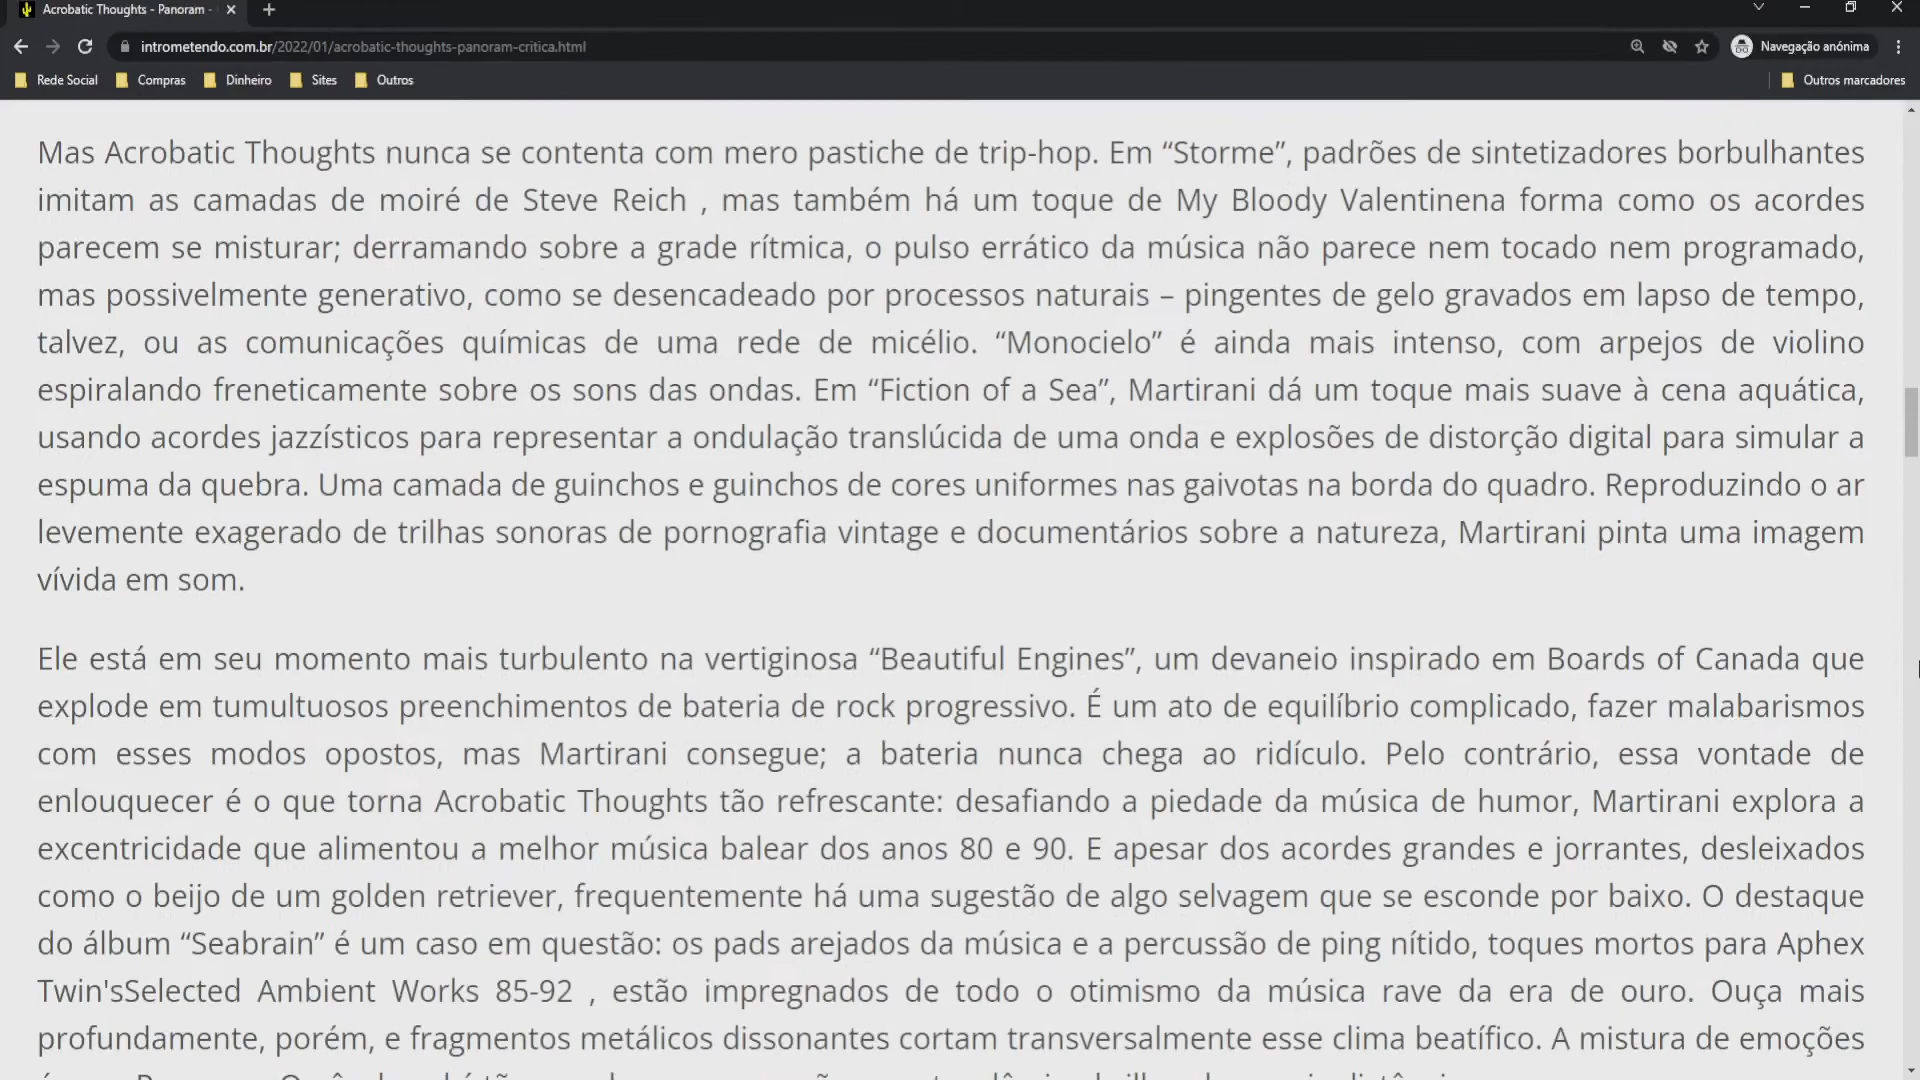 Acrobatic Thoughts - Panoram -
intrometendo.com.br/2022/01/acrobatic-thoughts-panoram-critica.html
Navegação anónima
Rede Social
Compras
Dinheiro
Sites
Outros
Outros marcadores
Mas Acrobatic Thoughts nunca se contenta com mero pastiche de trip-hop. Em “Storme”, padrões de sintetizadores borbulhantes
imitam as camadas de moiré de Steve Reich , mas também há um toque de My Bloody Valentinena forma como os acordes
parecem se misturar; derramando sobre a grade rítmica, o pulso errático da música não parece nem tocado nem programado,
mas possivelmente generativo, como se desencadeado por processos naturais – pingentes de gelo gravados em lapso de tempo,
talvez, ou as comunicações químicas de uma rede de micélio. “Monocielo” é ainda mais intenso, com arpejos de violino
espiralando freneticamente sobre os sons das ondas. Em “Fiction of a Sea”, Martirani dá um toque mais suave à cena aquática,
usando acordes jazzísticos para representar a ondulação translúcida de uma onda e explosões de distorção digital para simular a
espuma da quebra. Uma camada de guinchos e guinchos de cores uniformes nas gaivotas na borda do quadro. Reproduzindo o ar
levemente exagerado de trilhas sonoras de pornografia vintage e documentários sobre a natureza, Martirani pinta uma imagem
vívida em som.
Ele está em seu momento mais turbulento na vertiginosa “Beautiful Engines”, um devaneio inspirado em Boards of Canada que
explode em tumultuosos preenchimentos de bateria de rock progressivo. É um ato de equilíbrio complicado, fazer malabarismos
com esses modos opostos, mas Martirani consegue; a bateria nunca chega ao ridículo. Pelo contrário, essa vontade de
enlouquecer é o que torna Acrobatic Thoughts tão refrescante: desafiando a piedade da música de humor, Martirani explora a
excentricidade que alimentou a melhor música balear dos anos 80 e 90. E apesar dos acordes grandes e jorrantes, desleixados
como o beijo de um golden retriever, frequentemente há uma sugestão de algo selvagem que se esconde por baixo. O destaque
do álbum “Seabrain” é um caso em questão: os pads arejados da música e a percussão de ping nítido, toques mortos para Aphex
Twin'sSelected Ambient Works 85-92 , estão impregnados de todo o otimismo da música rave da era de ouro. Ouça mais
profundamente, porém, e fragmentos metálicos dissonantes cortam transversalmente esse clima beatífico. A mistura de emoções